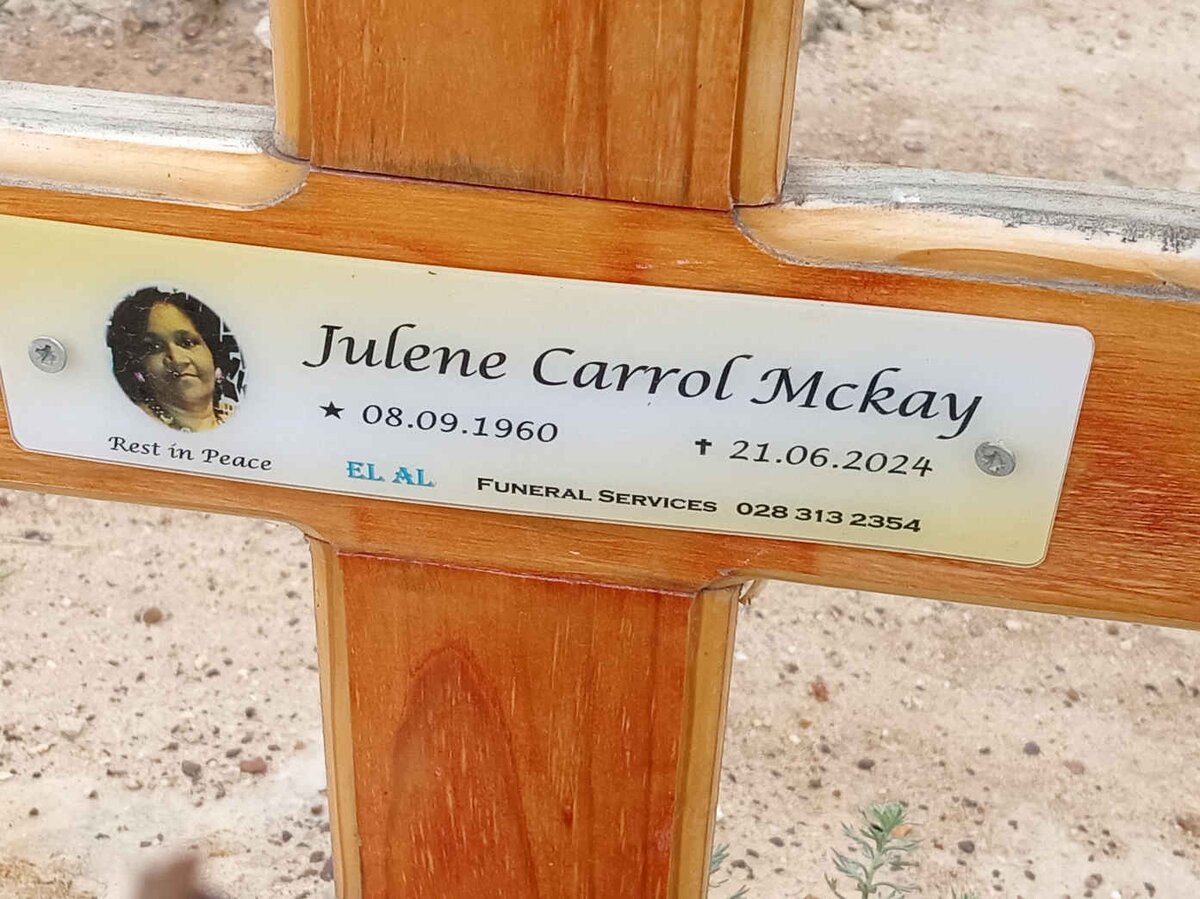 Julene Carrol Mckay
★ 08.09.1960
✝ 21.06.2024
Rest in Peace
EL AL FUNERAL SERVICES 028 313 2354